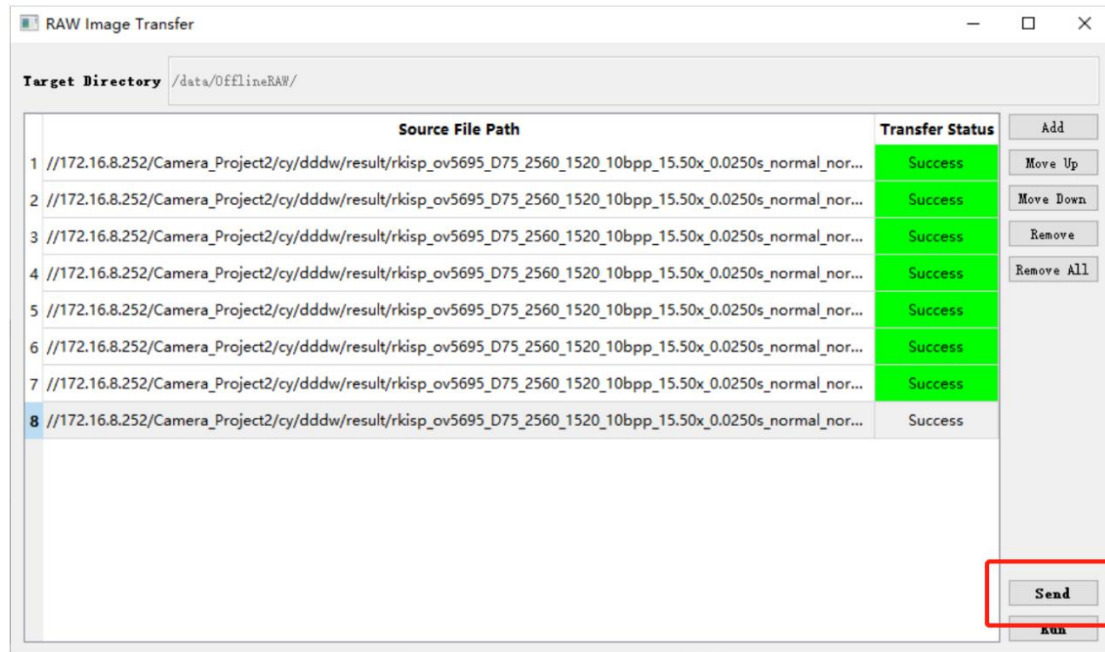 RAW Image Transfer
Target Directory /data/OfflineRAW/
Source File Path Transfer Status
1 //172.16.8.252/Camera_Project2/cy/dddw/result/rkisp_ov5695_D75_2560_1520_10bpp_15.50x_0.0250s_normal_nor... Success
2 //172.16.8.252/Camera_Project2/cy/dddw/result/rkisp_ov5695_D75_2560_1520_10bpp_15.50x_0.0250s_normal_nor... Success
3 //172.16.8.252/Camera_Project2/cy/dddw/result/rkisp_ov5695_D75_2560_1520_10bpp_15.50x_0.0250s_normal_nor... Success
4 //172.16.8.252/Camera_Project2/cy/dddw/result/rkisp_ov5695_D75_2560_1520_10bpp_15.50x_0.0250s_normal_nor... Success
5 //172.16.8.252/Camera_Project2/cy/dddw/result/rkisp_ov5695_D75_2560_1520_10bpp_15.50x_0.0250s_normal_nor... Success
6 //172.16.8.252/Camera_Project2/cy/dddw/result/rkisp_ov5695_D75_2560_1520_10bpp_15.50x_0.0250s_normal_nor... Success
7 //172.16.8.252/Camera_Project2/cy/dddw/result/rkisp_ov5695_D75_2560_1520_10bpp_15.50x_0.0250s_normal_nor... Success
8 //172.16.8.252/Camera_Project2/cy/dddw/result/rkisp_ov5695_D75_2560_1520_10bpp_15.50x_0.0250s_normal_nor... Success
Add
Move Up
Move Down
Remove
Remove All
Send
Run